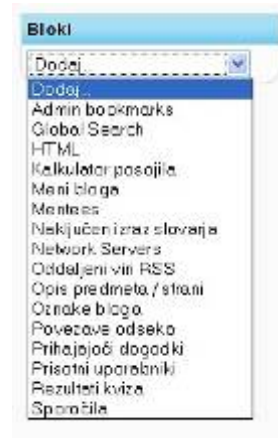 Bloki
Dodaj...
Dodaj...
Admin bookmarks
Global Search
HTML
Kalkulator posojila
Meni bloga
Mentees
Naključen izraz slovarja
Network Servers
Oddaljeni viri RSS
Opis predmeta / strani
Oznake bloga
Povezave odseka
Prihajajoči dogodki
Prisotni uporabniki
Rezultati kviza
Sporočila